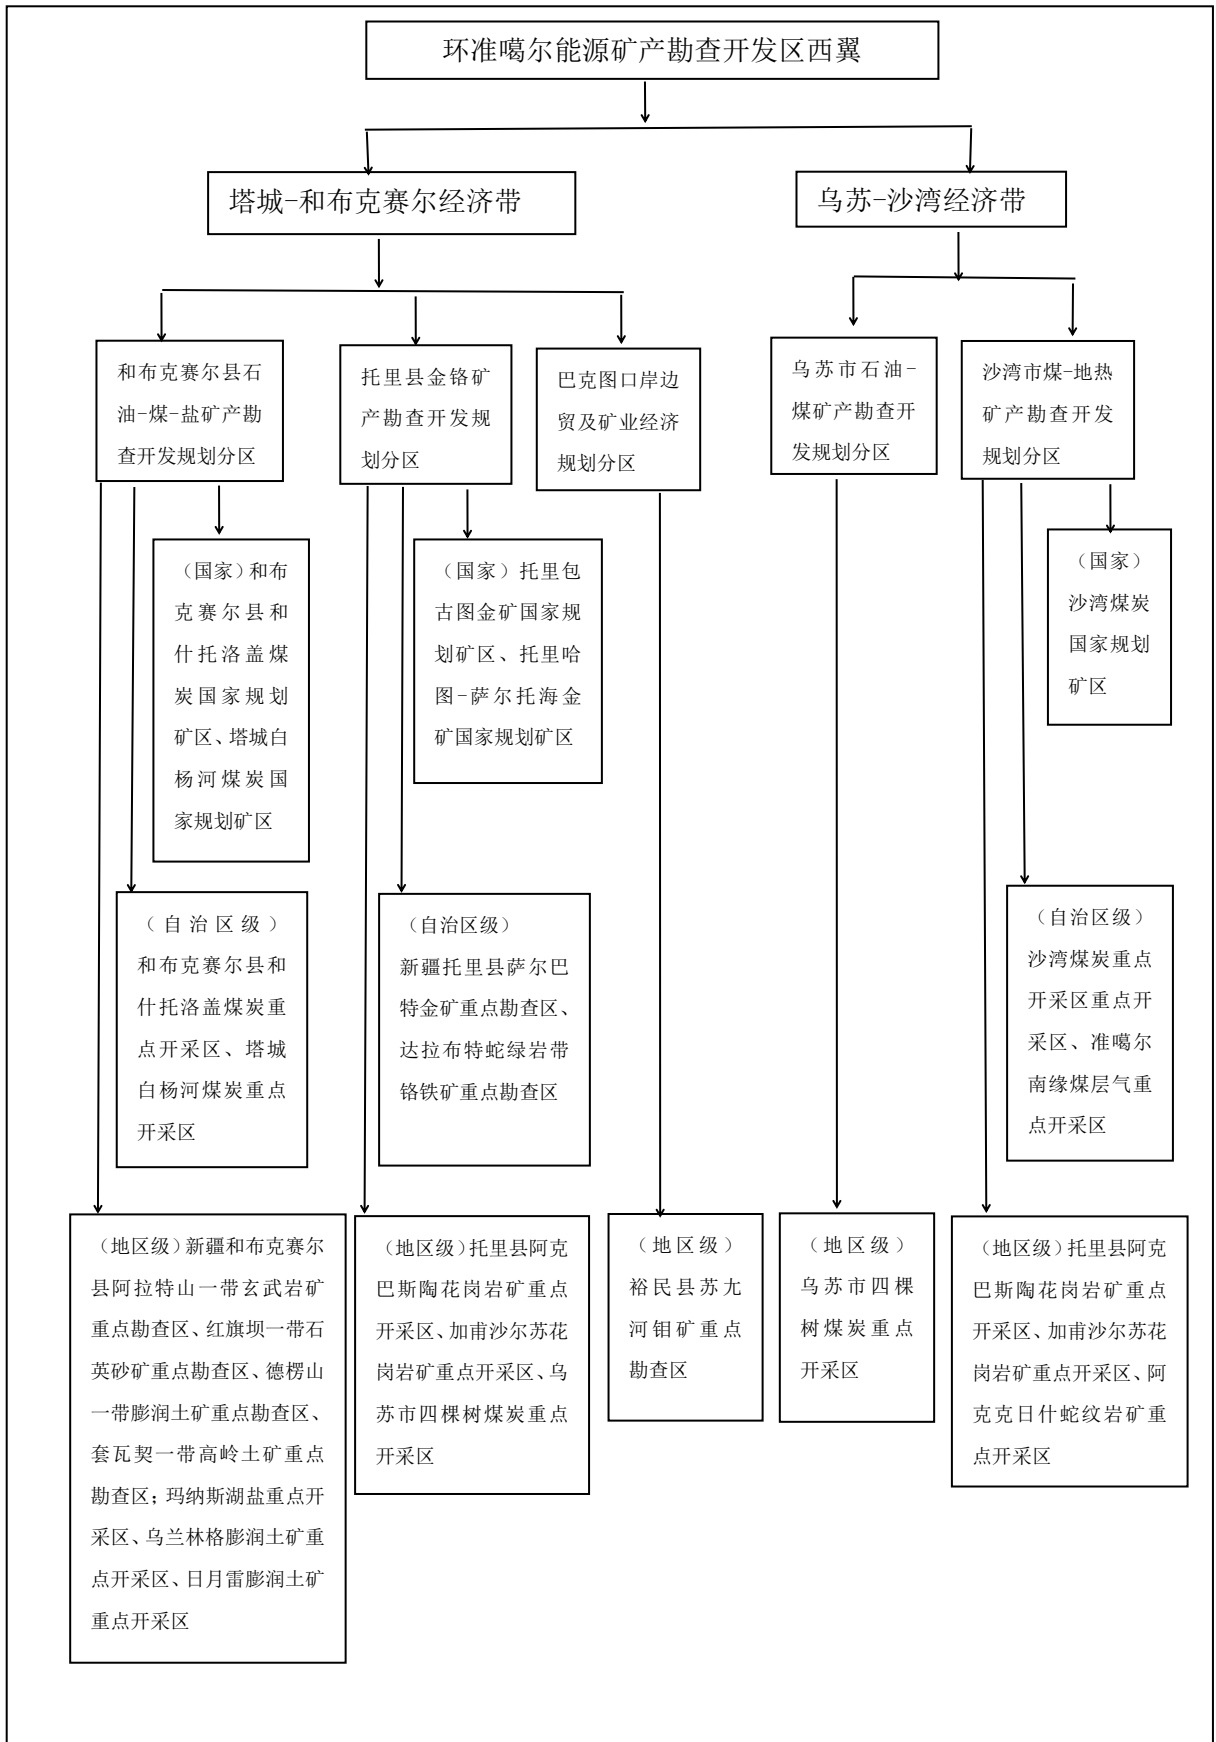 环准噶尔能源矿产勘查开发区西翼
塔城-和布克赛尔经济带
乌苏-沙湾经济带
和布克赛尔县石
油-煤-盐矿产勘
查开发规划分区
托里县金铬矿
产勘查开发规
划分区
巴克图口岸边
贸及矿业经济
规划分区
乌苏市石油-
煤矿产勘查开
发规划分区
沙湾市煤-地热
矿产勘查开发
规划分区
（国家）和布
克赛尔县和
什托洛盖煤
炭国家规划
矿区、塔城白
杨河煤炭国
家规划矿区
（国家）托里包
古图金矿国家规
划矿区、托里哈
图-萨尔托海金
矿国家规划矿区
（国家）
沙湾煤炭
国家规划
矿区
（自治区级）
和布克赛尔县和
什托洛盖煤炭重
点开采区、塔城
白杨河煤炭重点
开采区
（自治区级）
新疆托里县萨尔巴
特金矿重点勘查区、
达拉布特蛇绿岩带
铬铁矿重点勘查区
（自治区级）
沙湾煤炭重点
开采区重点开
采区、准噶尔
南缘煤层气重
点开采区
（地区级）新疆和布克赛尔
县阿拉特山一带玄武岩矿
重点勘查区、红旗坝一带石
英砂矿重点勘查区、德楞山
一带膨润土矿重点勘查区、
套瓦契一带高岭土矿重点
勘查区；玛纳斯湖盐重点开
采区、乌兰林格膨润土矿重
点开采区、日月雷膨润土矿
重点开采区
（地区级）托里县阿克
巴斯陶花岗岩矿重点
开采区、加甫沙尔苏花
岗岩矿重点开采区、乌
苏市四棵树煤炭重点
开采区
（地区级）
裕民县苏尢
河钼矿重点
勘查区
（地区级）
乌苏市四棵
树煤炭重点
开采区
（地区级）托里县阿克
巴斯陶花岗岩矿重点
开采区、加甫沙尔苏花
岗岩矿重点开采区、阿
克克日什蛇纹岩矿重
点开采区